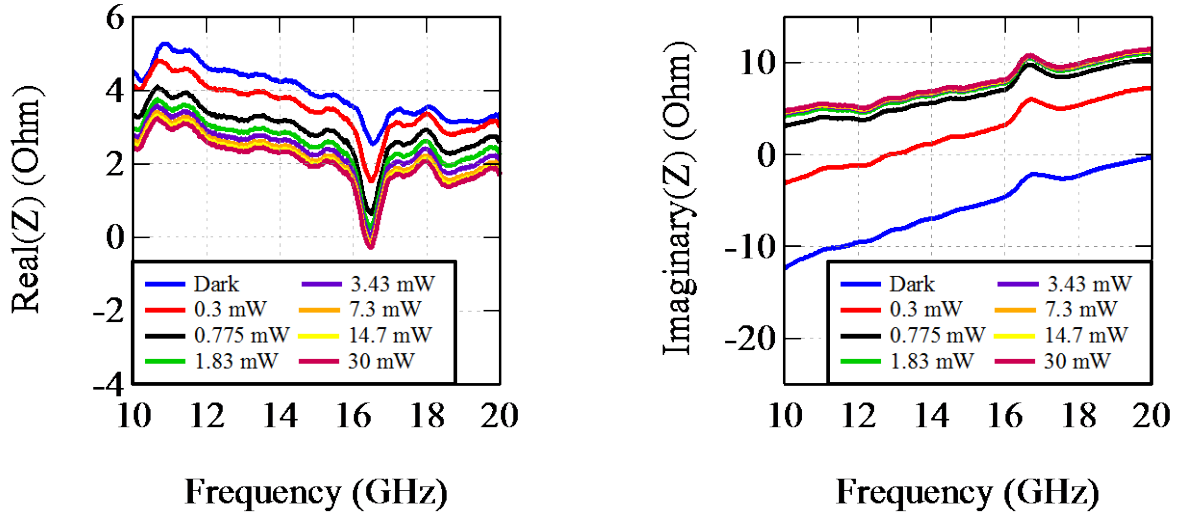 Real(Z) (Ohm)
6
4
2
0
−2
−4
Dark
0.3 mW
0.775 mW
1.83 mW
3.43 mW
7.3 mW
14.7 mW
30 mW
10 12 14 16 18 20
Frequency (GHz)
Imaginary(Z) (Ohm)
10
0
−10
−20
Dark
0.3 mW
0.775 mW
1.83 mW
3.43 mW
7.3 mW
14.7 mW
30 mW
10 12 14 16 18 20
Frequency (GHz)